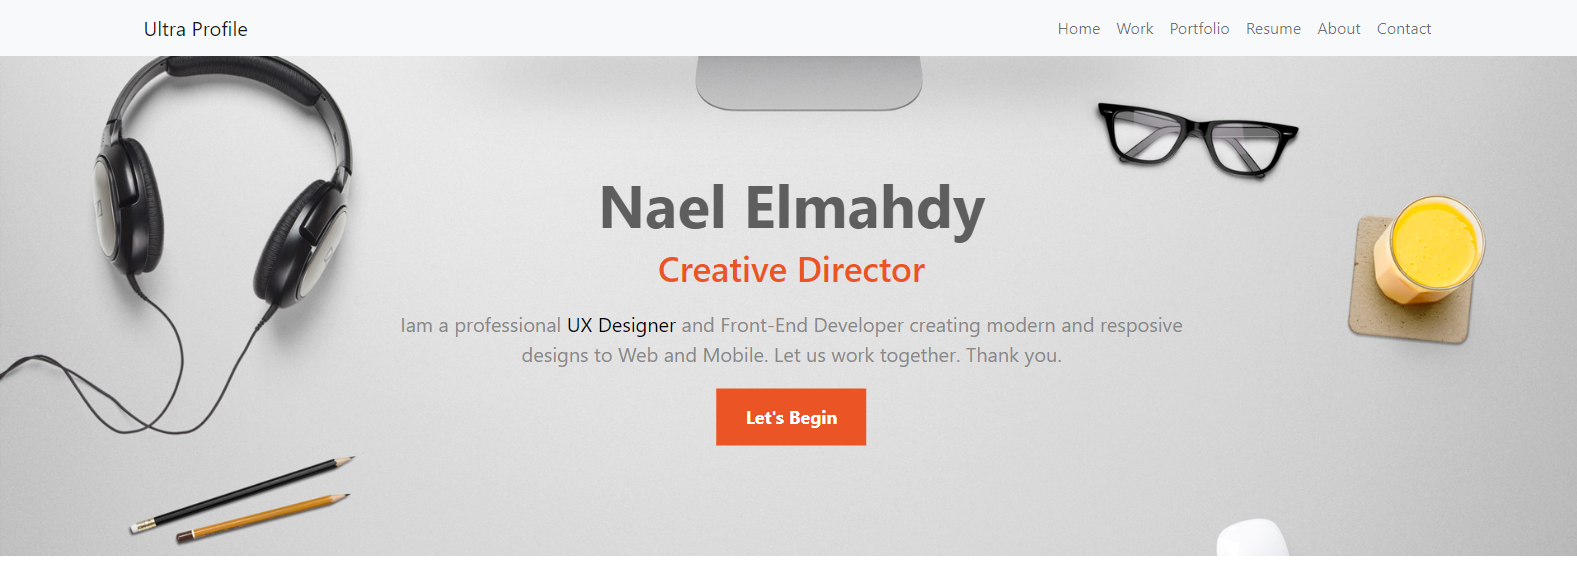 Ultra Profile
Home Work Portfolio Resume About Contact
Nael Elmahdy
Creative Director
Iam a professional UX Designer and Front-End Developer creating modern and resposive
designs to Web and Mobile. Let us work together. Thank you.
Let's Begin